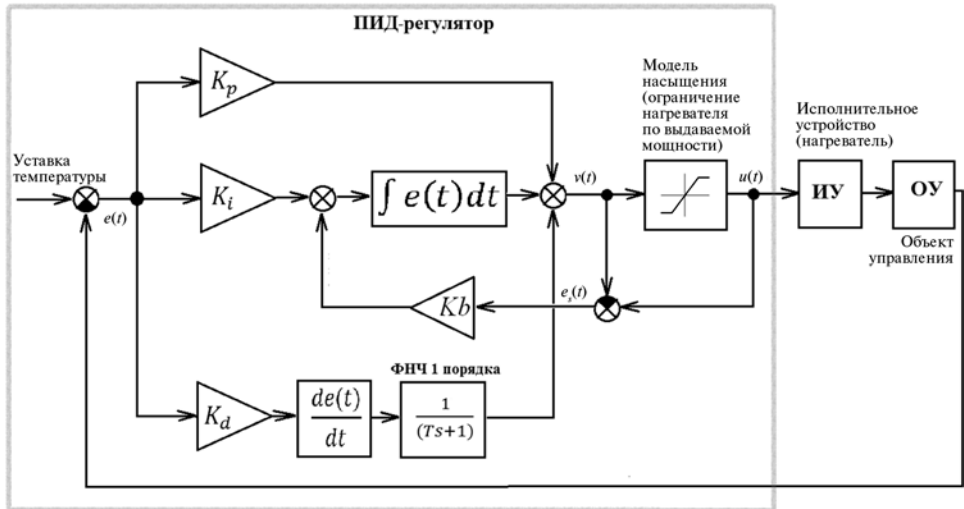 ПИД-регулятор
Модель
насыщения
(ограничение
нагревателя
по выдаваемой
мощности)
Исполнительное
устройство
(нагреватель)
Уставка
температуры
e(t)
K_p
K_i
∫ e(t)dt
v(t)
u(t)
ИУ
ОУ
Объект
управления
Kb
e_s(t)
ФНЧ 1 порядка
K_d
de(t)
dt
1
(Ts+1)